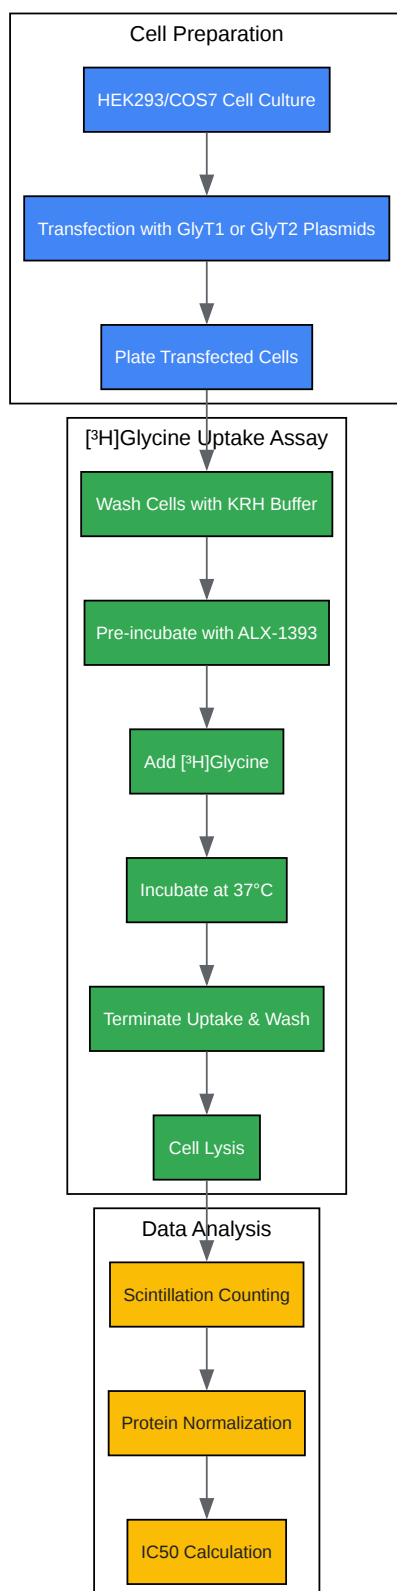 Cell Preparation
HEK293/COS7 Cell Culture
Transfection with GlyT1 or GlyT2 Plasmids
Plate Transfected Cells
[³H]Glycine Uptake Assay
Wash Cells with KRH Buffer
Pre-incubate with ALX-1393
Add [³H]Glycine
Incubate at 37°C
Terminate Uptake & Wash
Cell Lysis
Data Analysis
Scintillation Counting
Protein Normalization
IC50 Calculation